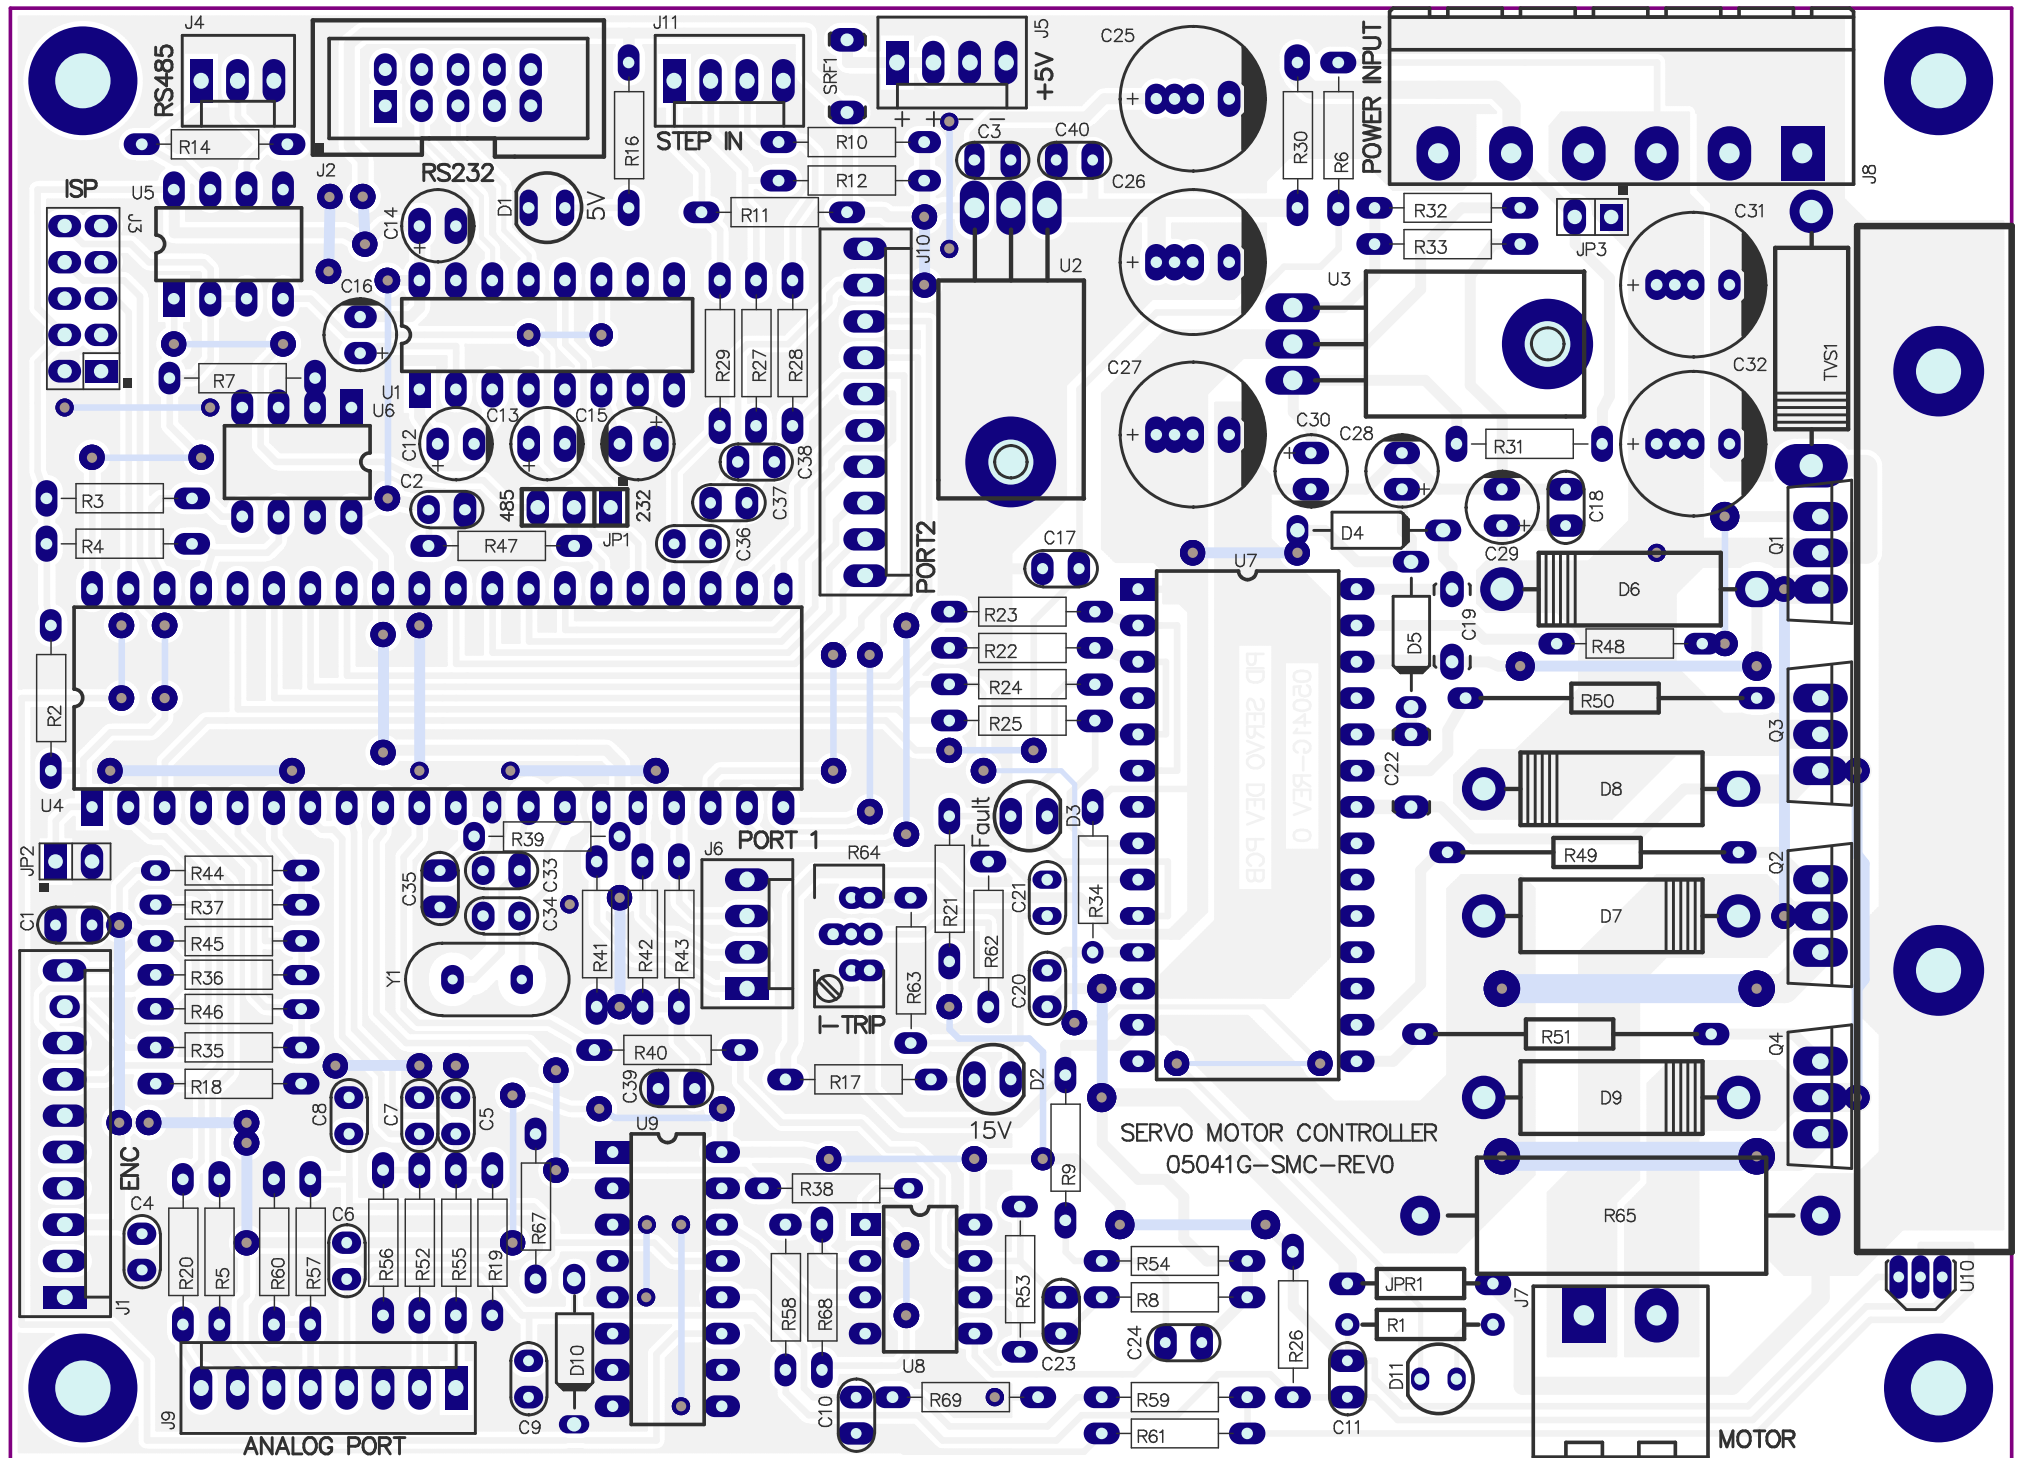 J4
J11
J5
C25
RS485
SRF1
+5V
POWER INPUT
+ + - -
R14
STEP IN
R16
R10
C3
C40
R30
R6
J2
RS232
J8
ISP
U5
R12
C26
J3
C14
D1
5V
R11
R32
JP3
C31
J10
U2
R33
C16
U3
R29
R27
R28
TVS1
R7
U1
U6
C27
C32
C12
C13
C15
C38
C30
C28
R31
C2
485
232
C37
R3
JP1
C36
C18
PORT2
D4
C29
Q1
R4
R47
C17
U7
D6
R23
D5
C19
R48
R22
R2
R24
PID SERVO DEV PCB
05041G-REV 0
R50
R25
Q3
C22
D8
U4
Fault
D3
R39
PORT 1
JP2
J6
R64
R49
Q2
R44
C35
C33
R37
C34
C1
R21
C21
R34
D7
R45
R41
R42
R43
R62
R36
Y1
R63
C20
R46
I-TRIP
R51
Q4
R35
R40
R18
C39
R17
D2
C8
C7
C5
D9
U9
15V
SERVO MOTOR CONTROLLER
05041G-SMC-REV0
ENC
R9
R38
C4
C6
R67
R65
R20
R5
R60
R57
R56
R52
R55
R19
R53
R54
U10
J1
R58
R68
R8
JPR1
J7
R26
R1
D10
U8
C23
C24
D11
J9
C9
C10
R69
R59
C11
ANALOG PORT
R61
MOTOR